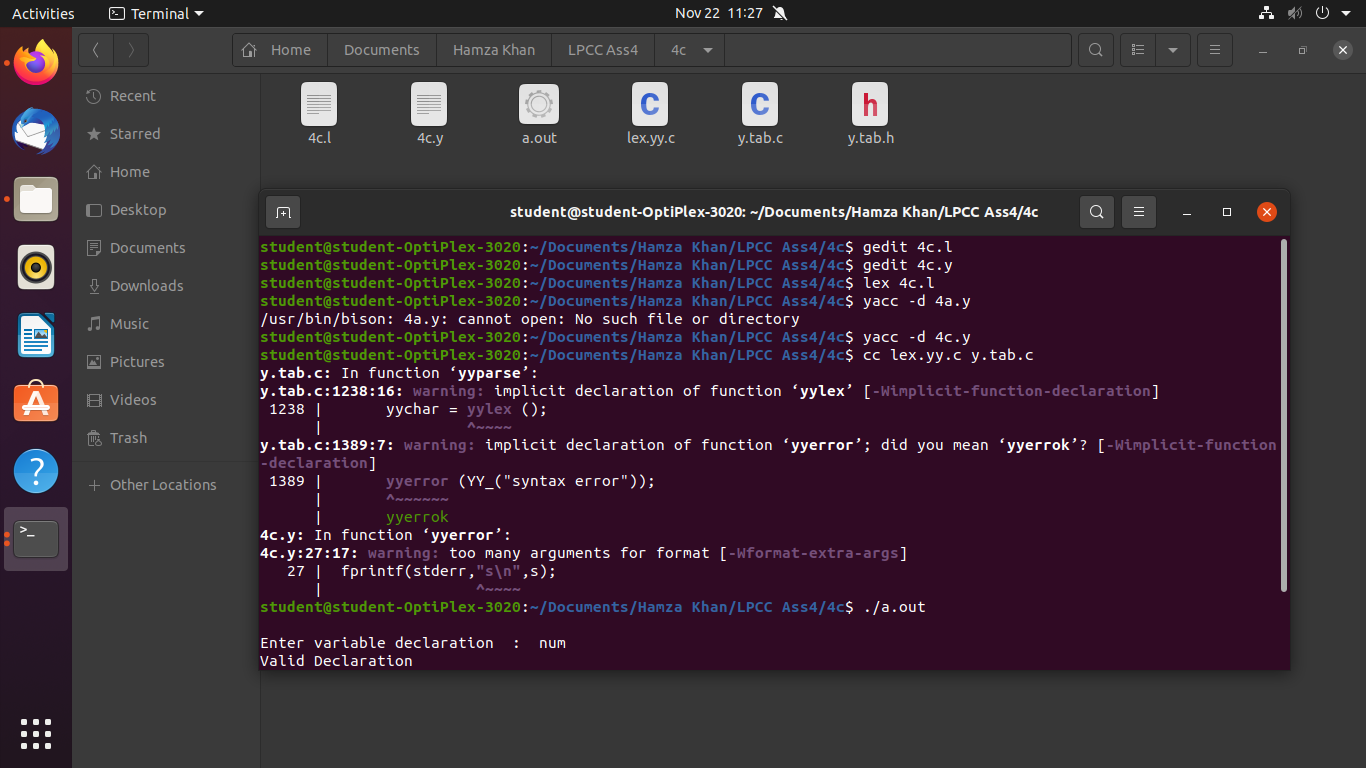 Activities
Terminal
Nov 22 11:27
Home
Documents
Hamza Khan
LPCC Ass4
4c
Recent
Starred
Home
Desktop
Documents
Downloads
Music
Pictures
Videos
Trash
Other Locations
4c.l
4c.y
a.out
C
lex.yy.c
C
y.tab.c
h
y.tab.h
student@student-OptiPlex-3020: ~/Documents/Hamza Khan/LPCC Ass4/4c
student@student-OptiPlex-3020:~/Documents/Hamza Khan/LPCC Ass4/4c$ gedit 4c.l
student@student-OptiPlex-3020:~/Documents/Hamza Khan/LPCC Ass4/4c$ gedit 4c.y
student@student-OptiPlex-3020:~/Documents/Hamza Khan/LPCC Ass4/4c$ lex 4c.l
student@student-OptiPlex-3020:~/Documents/Hamza Khan/LPCC Ass4/4c$ yacc -d 4a.y
/usr/bin/bison: 4a.y: cannot open: No such file or directory
student@student-OptiPlex-3020:~/Documents/Hamza Khan/LPCC Ass4/4c$ yacc -d 4c.y
student@student-OptiPlex-3020:~/Documents/Hamza Khan/LPCC Ass4/4c$ cc lex.yy.c y.tab.c
y.tab.c: In function ‘yyparse’:
y.tab.c:1238:16: warning: implicit declaration of function ‘yylex’ [-Wimplicit-function-declaration]
1238 |       yychar = yylex ();
|                ^~~~~
y.tab.c:1389:7: warning: implicit declaration of function ‘yyerror’; did you mean ‘yyerrok’? [-Wimplicit-function
-declaration]
1389 |       yyerror (YY_("syntax error"));
|       ^~~~~~~
|       yyerrok
4c.y: In function ‘yyerror’:
4c.y:27:17: warning: too many arguments for format [-Wformat-extra-args]
27 |  fprintf(stderr,"s\n",s);
|                 ^~~~~
student@student-OptiPlex-3020:~/Documents/Hamza Khan/LPCC Ass4/4c$ ./a.out
Enter variable declaration  :  num
Valid Declaration